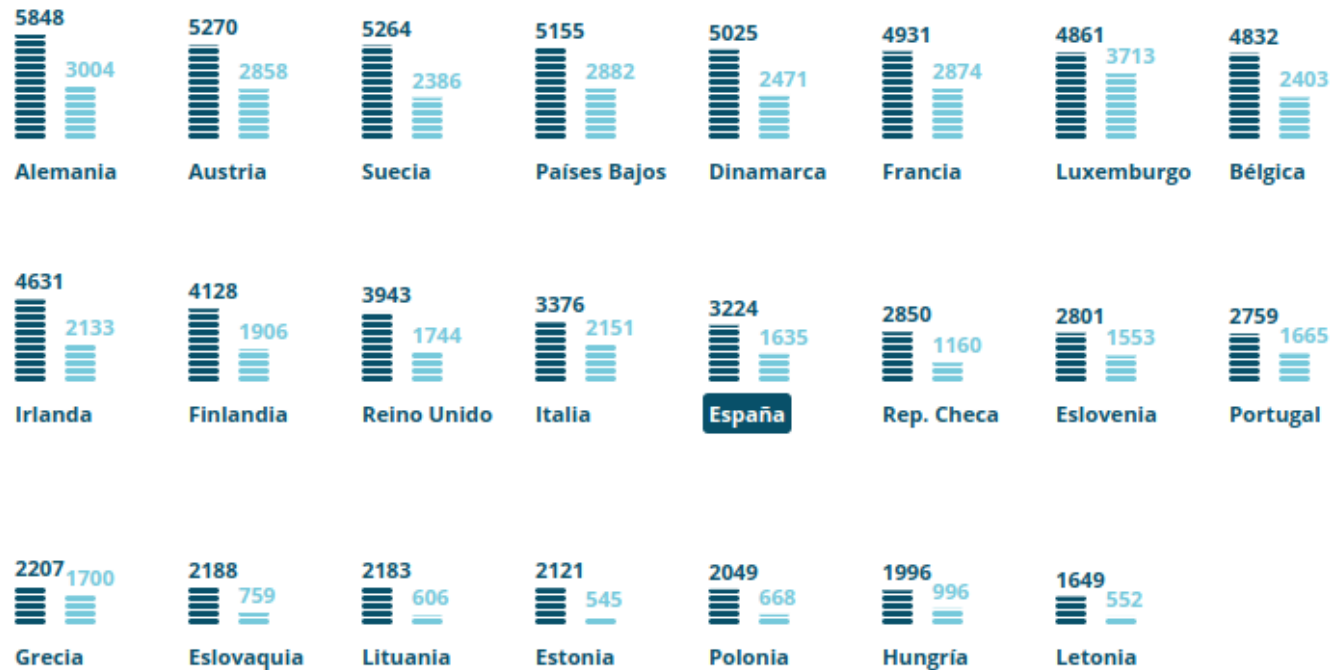 5848 3004 5270 2858 5264 2386 5155 2882 5025 2471 4931 2874 4861 3713 4832 2403
Alemania Austria Suecia Países Bajos Dinamarca Francia Luxemburgo Bélgica
4631 2133 4128 1906 3943 1744 3376 2151 3224 1635 2850 1160 2801 1553 2759 1665
Irlanda Finlandia Reino Unido Italia España Rep. Checa Eslovenia Portugal
2207 1700 2188 759 2183 606 2121 545 2049 668 1996 996 1649 552
Grecia Eslovaquia Lituania Estonia Polonia Hungría Letonia